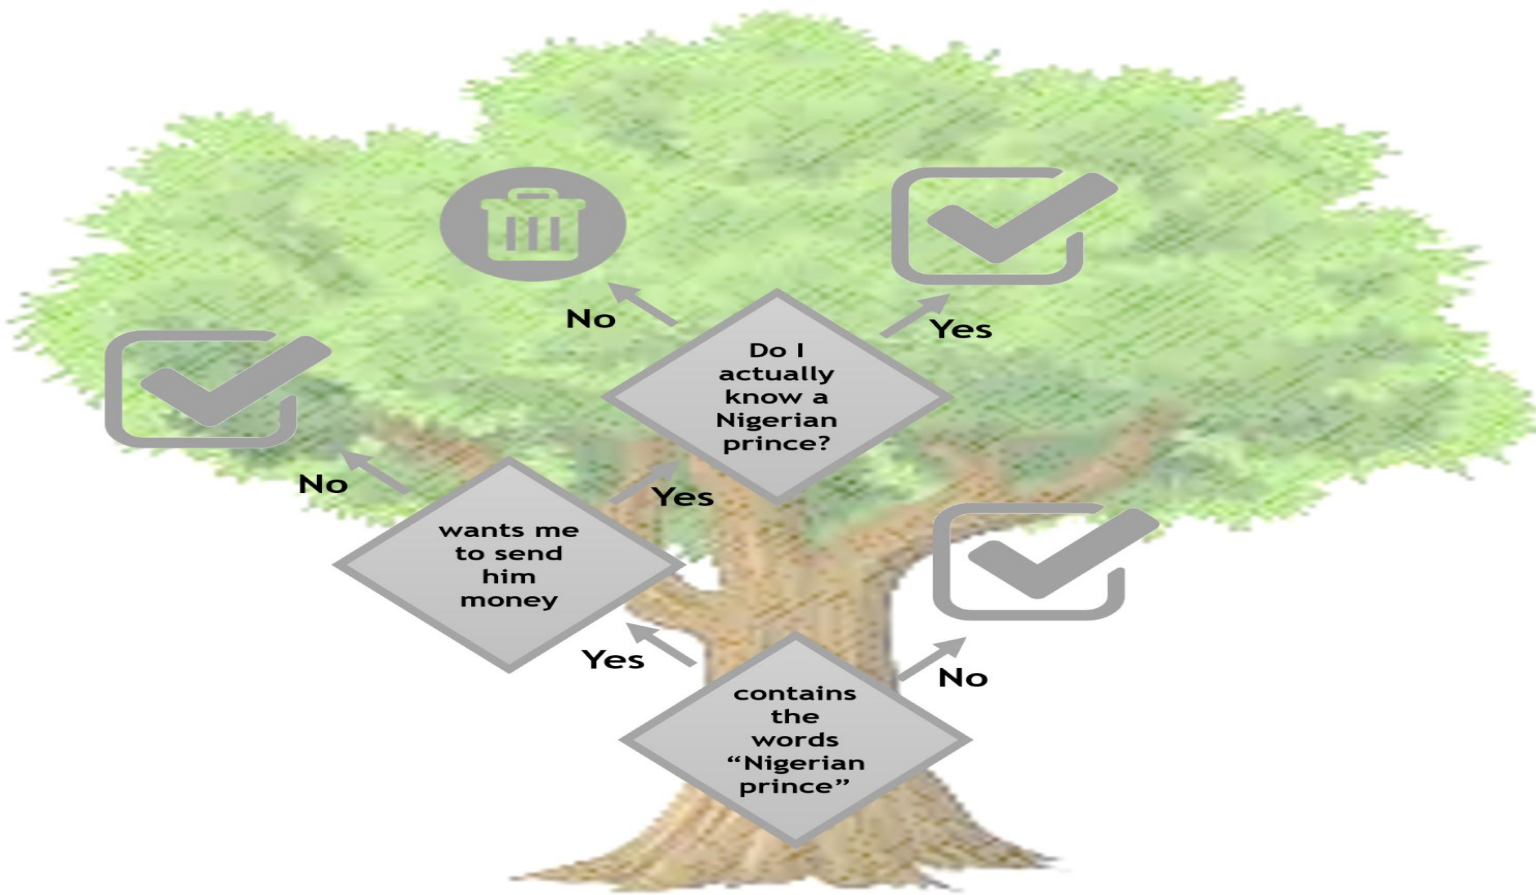 No
Yes
Do I
actually
know a
Nigerian
prince?
No
Yes
wants me
to send
him
money
Yes
No
contains
the
words
“Nigerian
prince”